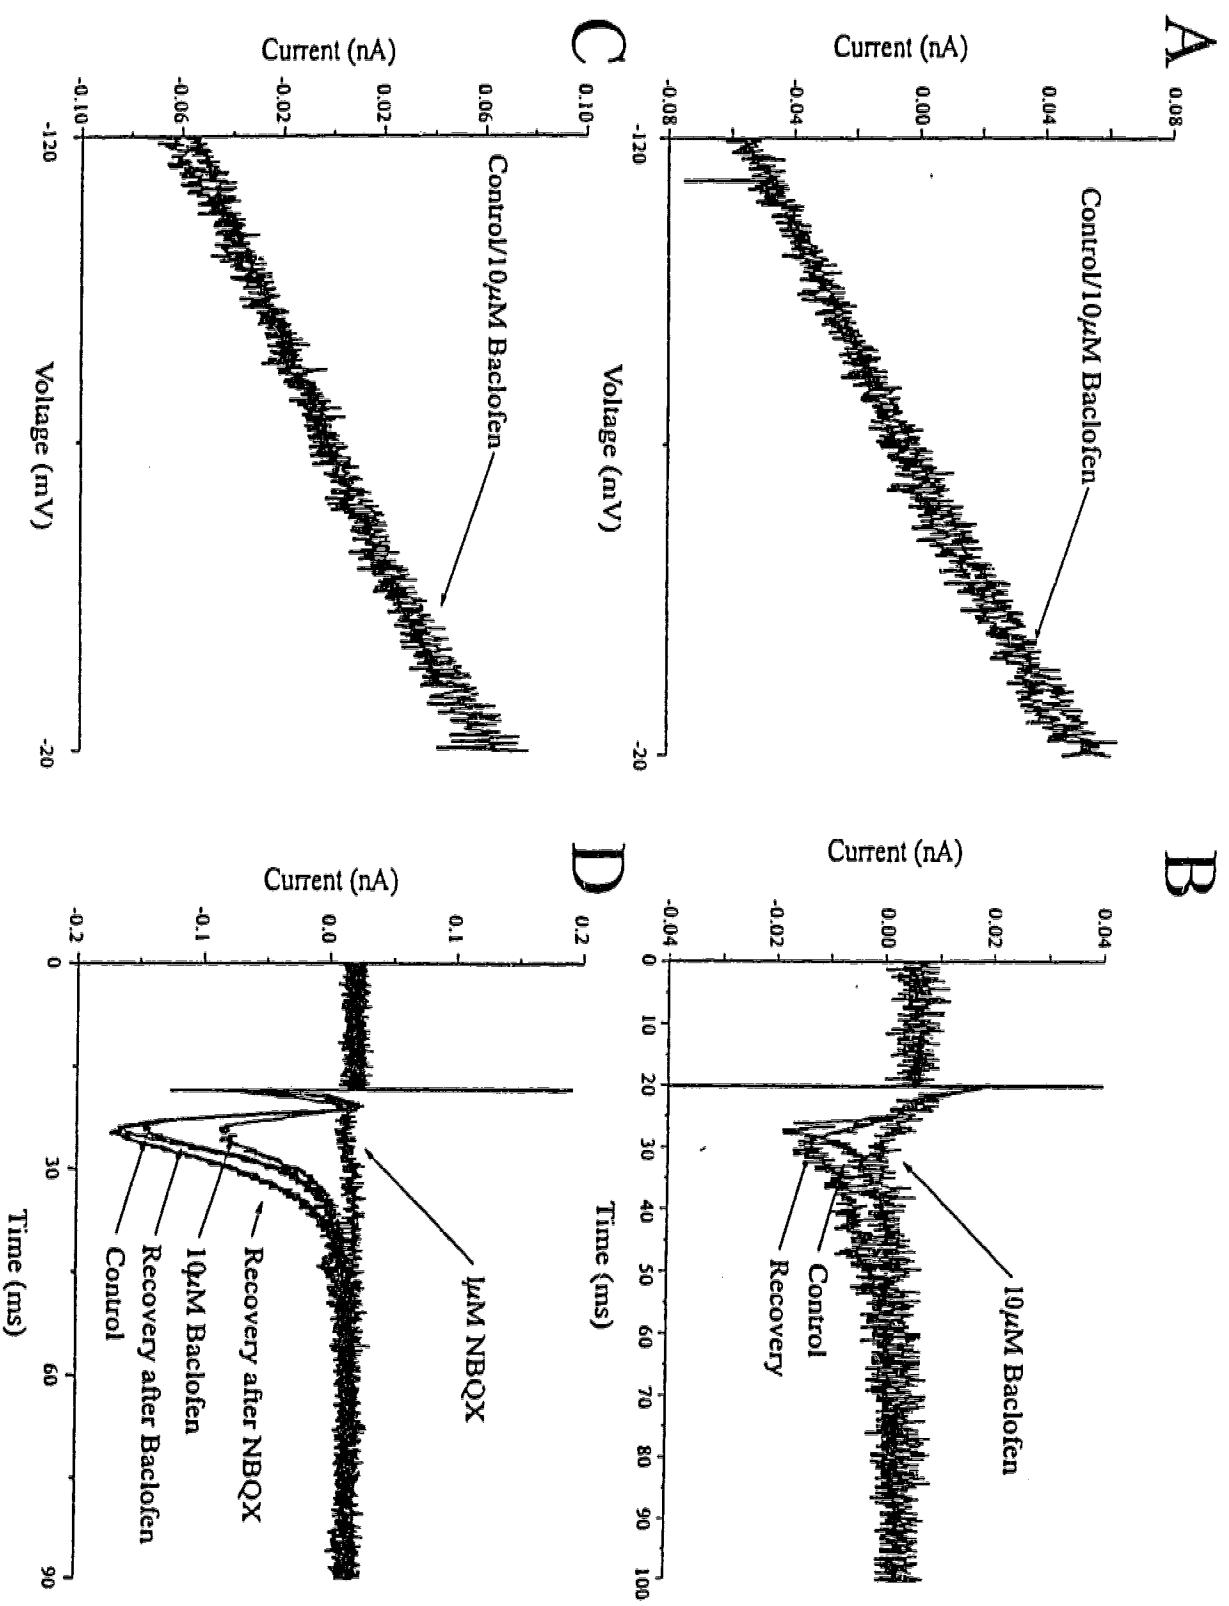 A
Current (nA)
0.08
0.04
0.00
-0.04
-0.08
-120
-20
Voltage (mV)
Control/10μM Baclofen
B
Current (nA)
0.04
0.02
0.00
-0.02
-0.04
0
10
20
30
40
50
60
70
80
90
100
Time (ms)
10μM Baclofen
Control
Recovery
C
Current (nA)
0.10
0.06
0.02
-0.02
-0.06
-0.10
-120
-20
Voltage (mV)
Control/10μM Baclofen
D
Current (nA)
0.2
0.1
0.0
-0.1
-0.2
0
30
60
90
Time (ms)
1μM NBQX
Recovery after NBQX
10μM Baclofen
Recovery after Baclofen
Control